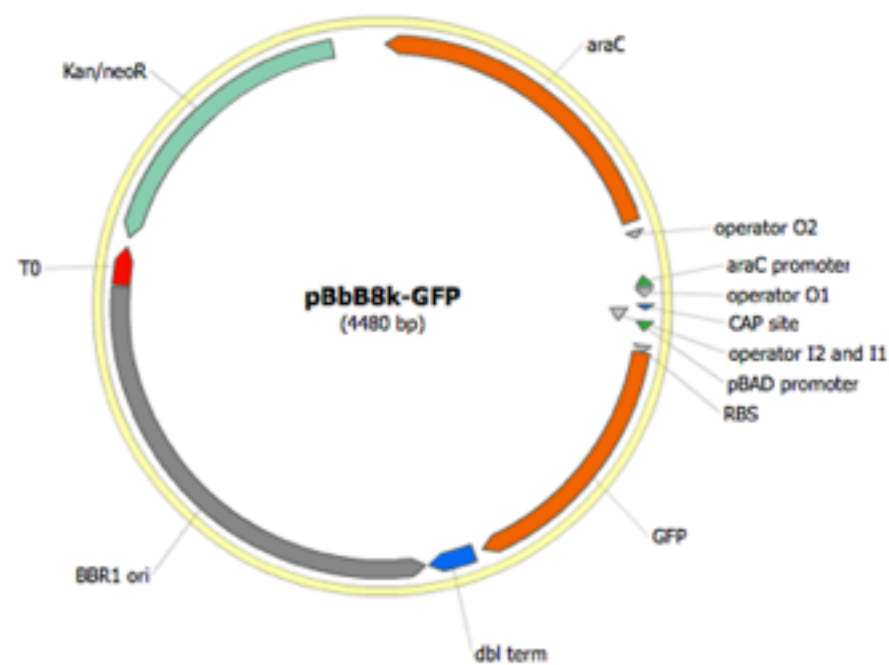 araC
Kan/neoR
operator O2
araC promoter
T0
operator O1
pBbB8k-GFP
(4480 bp)
CAP site
operator I2 and I1
pBAD promoter
RBS
GFP
BBR1 ori
dbl term